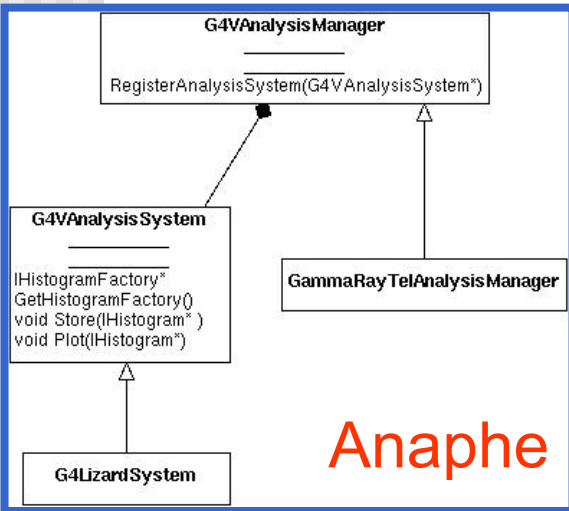 G4VAnalysisManager
RegisterAnalysisSystem(G4VAnalysisSystem*)
G4VAnalysisSystem
IHistogramFactory*
GetHistogramFactory()
void Store(IHistogram* )
void Plot(IHistogram*)
GammaRayTelAnalysisManager
G4LizardSystem
Anaphe